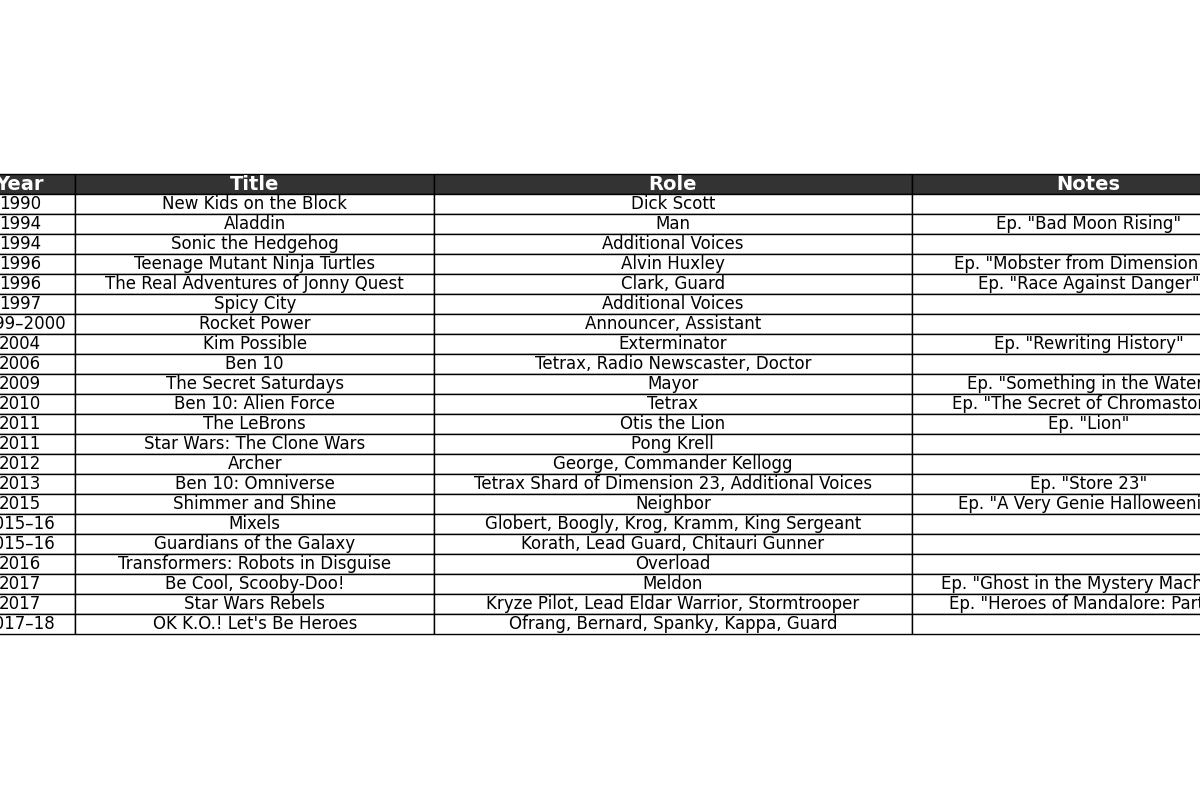 Year Title Role Notes
1990 New Kids on the Block Dick Scott
1994 Aladdin Man Ep. "Bad Moon Rising"
1994 Sonic the Hedgehog Additional Voices
1996 Teenage Mutant Ninja Turtles Alvin Huxley Ep. "Mobster from Dimension
1996 The Real Adventures of Jonny Quest Clark, Guard Ep. "Race Against Danger"
1997 Spicy City Additional Voices
99–2000 Rocket Power Announcer, Assistant
2004 Kim Possible Exterminator Ep. "Rewriting History"
2006 Ben 10 Tetrax, Radio Newscaster, Doctor
2009 The Secret Saturdays Mayor Ep. "Something in the Water
2010 Ben 10: Alien Force Tetrax Ep. "The Secret of
2011 The LeBrons Otis the Lion Ep. "Lion"
2011 Star Wars: The Clone Wars Pong Krell
2012 Archer George, Commander Kellogg
2013 Ben 10: Omniverse Tetrax Shard of Dimension 23, Additional Voices Ep. "Store 23"
2015 Shimmer and Shine Neighbor Ep. "A Very Genie
15–16 Mixels Globert, Boogly, Krog, Kramm, King Sergeant
15–16 Guardians of the Galaxy Korath, Lead Guard, Chitauri Gunner
2016 Transformers: Robots in Disguise Overload
2017 Be Cool, Scooby-Doo! Meldon Ep. "Ghost in the Mystery
2017 Star Wars Rebels Kryze Pilot, Lead Eldar Warrior, Stormtrooper Ep. "Heroes of Mandalore: Part
17–18 OK K.O.! Let's Be Heroes Ofrang, Bernard, Spanky, Kappa, Guard